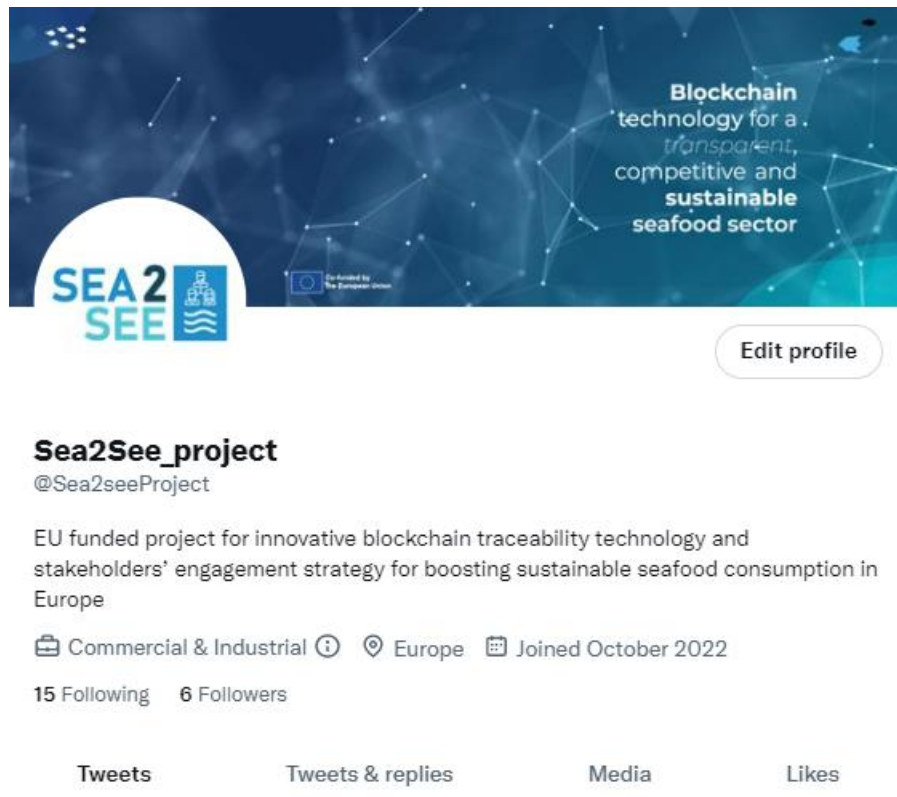 Blockchain
technology for a
transparent,
competitive and
sustainable
seafood sector
SEA 2
SEE
Co-funded by
the European Union
Edit profile
Sea2See_project
@Sea2seeProject
EU funded project for innovative blockchain traceability technology and
stakeholders’ engagement strategy for boosting sustainable seafood consumption in
Europe
Commercial & Industrial Europe Joined October 2022
15 Following 6 Followers
Tweets Tweets & replies Media Likes